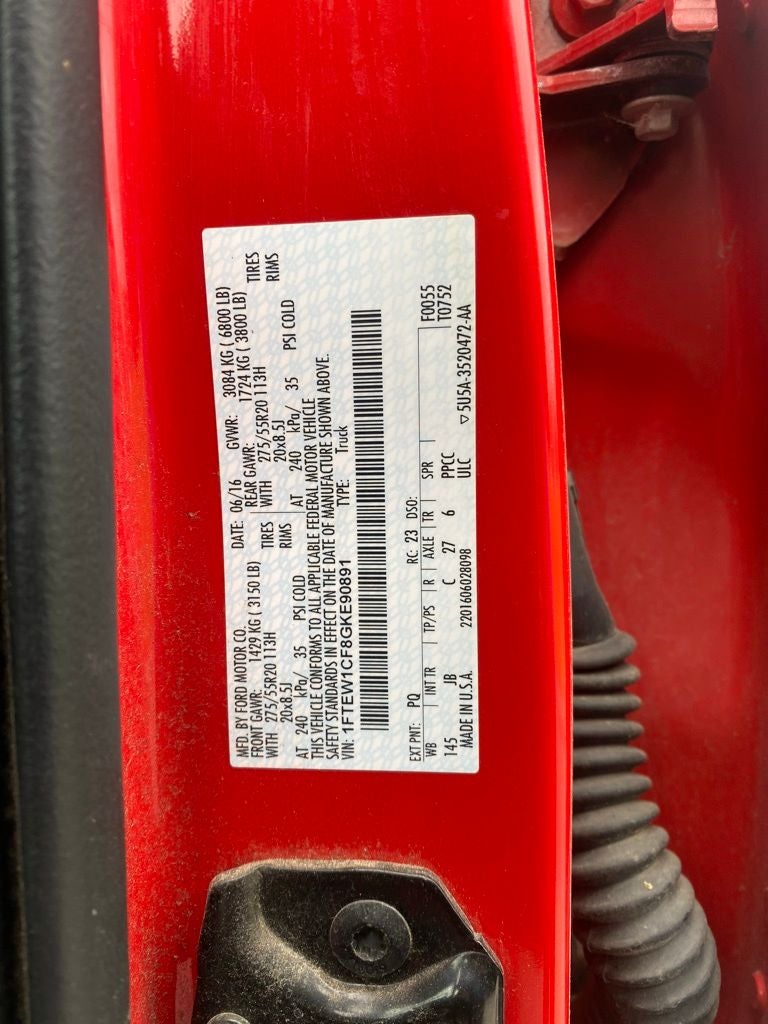 MFD. BY FORD MOTOR CO. DATE: 06/16 GVWR: 3084 KG ( 6800 LB)
FRONT GAWR: 1429 KG ( 3150 LB) REAR GAWR: 1724 KG ( 3800 LB)
WITH 275/55R20 113H TIRES WITH 275/55R20 113H TIRES
20x8.5J RIMS 20x8.5J RIMS
AT 240 kPa/ 35 PSI COLD AT 240 kPa/ 35 PSI COLD
THIS VEHICLE CONFORMS TO ALL APPLICABLE FEDERAL MOTOR VEHICLE
SAFETY STANDARDS IN EFFECT ON THE DATE OF MANUFACTURE SHOWN ABOVE.
VIN: 1FTEW1CF8GKE90891 TYPE: Truck
EXT PNT: PQ RC: 23 DSO: F0055
WB INT TR TP/PS R AXLE TR SPR T0752
145 JB C 27 6 PPCC
MADE IN U.S.A. 2201606028098 ULC ▽5U5A-3520472-AA